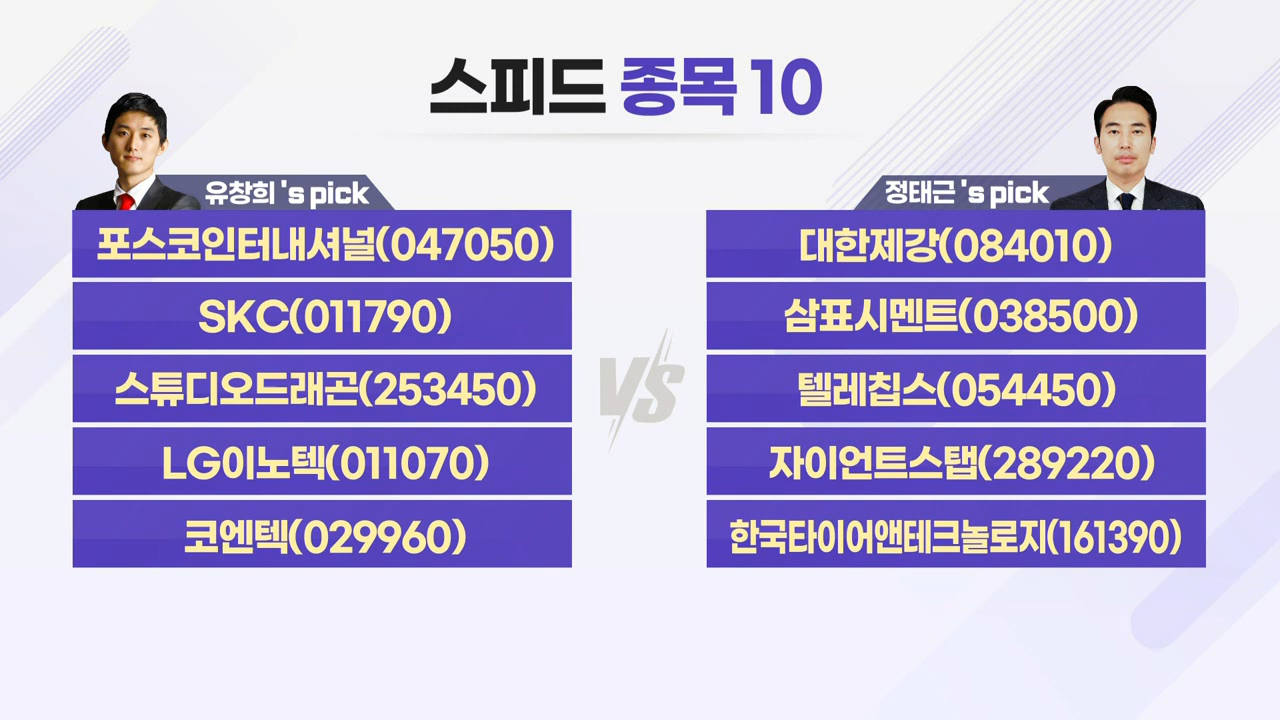 스피드 종목 10
유창희 's pick
포스코인터내셔널(047050)
SKC(011790)
스튜디오드래곤(253450)
LG이노텍(011070)
코엔텍(029960)
VS
정태근 's pick
대한제강(084010)
삼표시멘트(038500)
텔레칩스(054450)
자이언트스탭(289220)
한국타이어앤테크놀로지(161390)